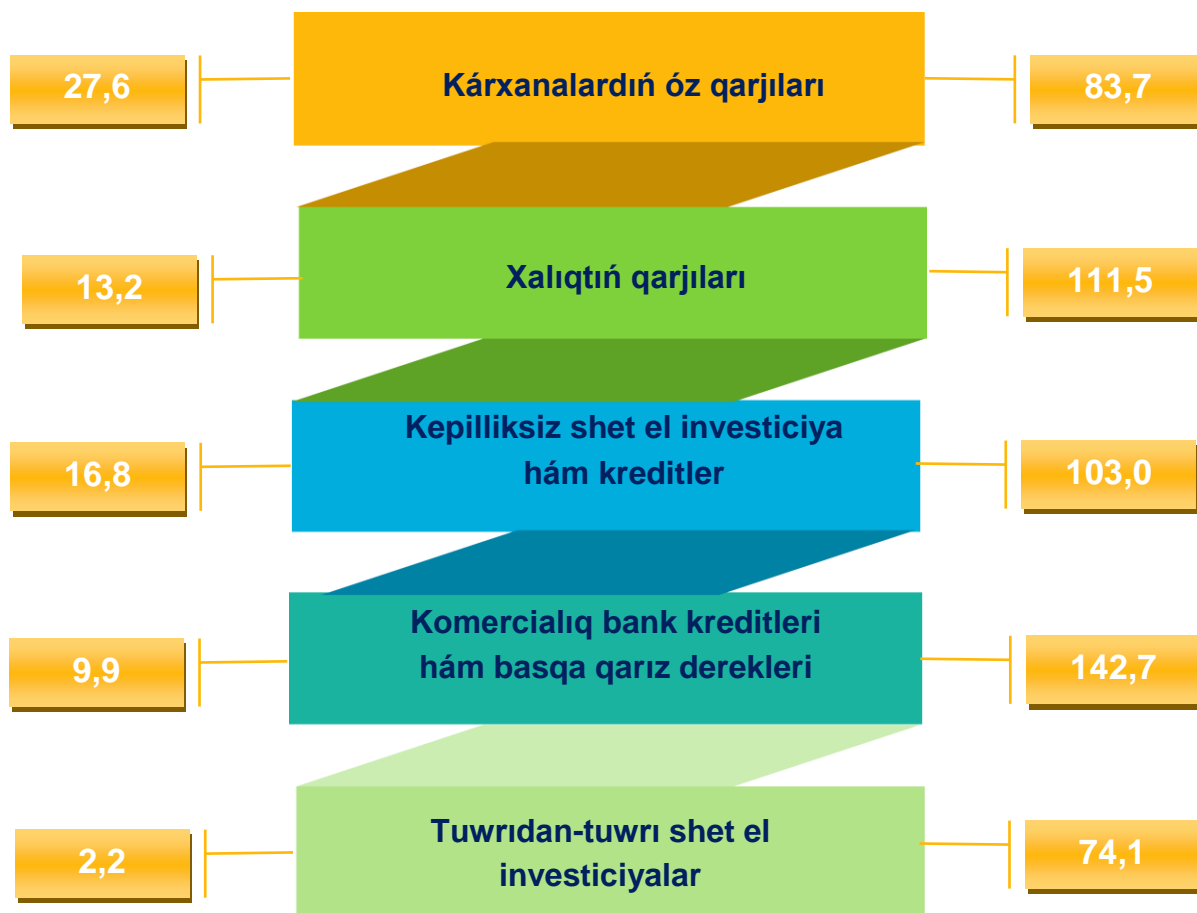 27,6
Kárxanalardıń óz qarjıları
83,7
13,2
Xalıqtıń qarjıları
111,5
Kepilliksiz shet el investiciya
hám kreditler
16,8
103,0
Komercialıq bank kreditleri
hám basqa qarız derekleri
9,9
142,7
Tuwrıdan-tuwrı shet el
investiciyalar
2,2
74,1